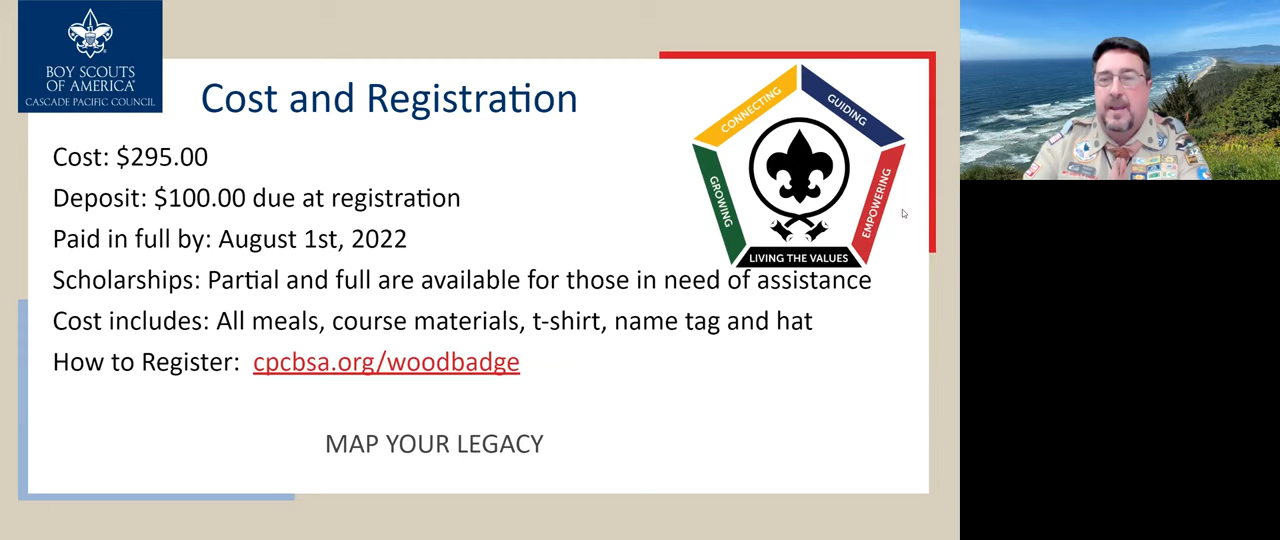 BOY SCOUTS
OF AMERICA®
CASCADE PACIFIC COUNCIL
Cost and Registration
CONNECTING
GUIDING
GROWING
EMPOWERING
LIVING THE VALUES
Cost: $295.00
Deposit: $100.00 due at registration
Paid in full by: August 1st, 2022
Scholarships: Partial and full are available for those in need of assistance
Cost includes: All meals, course materials, t-shirt, name tag and hat
How to Register: cpcbsa.org/woodbadge
MAP YOUR LEGACY